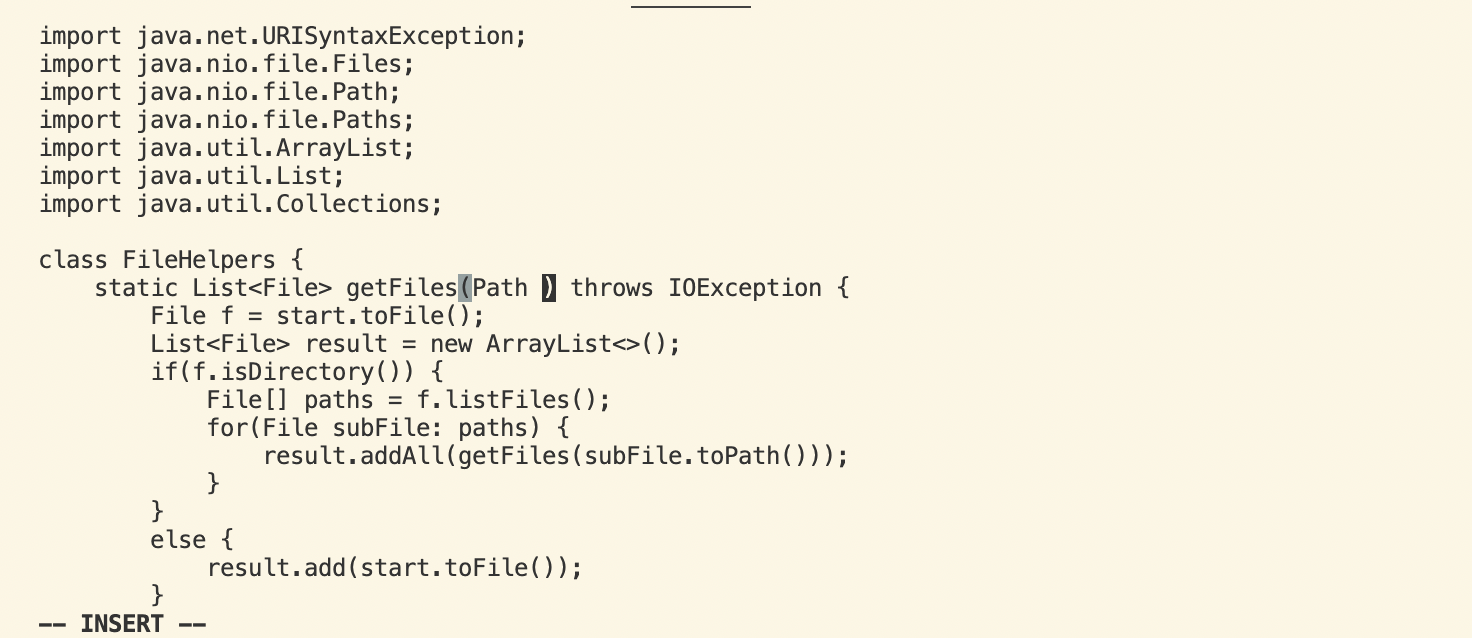 import java.net.URISyntaxException;
import java.nio.file.Files;
import java.nio.file.Path;
import java.nio.file.Paths;
import java.util.ArrayList;
import java.util.List;
import java.util.Collections;

class FileHelpers {
    static List<File> getFiles(Path ) throws IOException {
        File f = start.toFile();
        List<File> result = new ArrayList<>();
        if(f.isDirectory()) {
            File[] paths = f.listFiles();
            for(File subFile: paths) {
                result.addAll(getFiles(subFile.toPath()));
            }
        }
        else {
            result.add(start.toFile());
        }
-- INSERT --